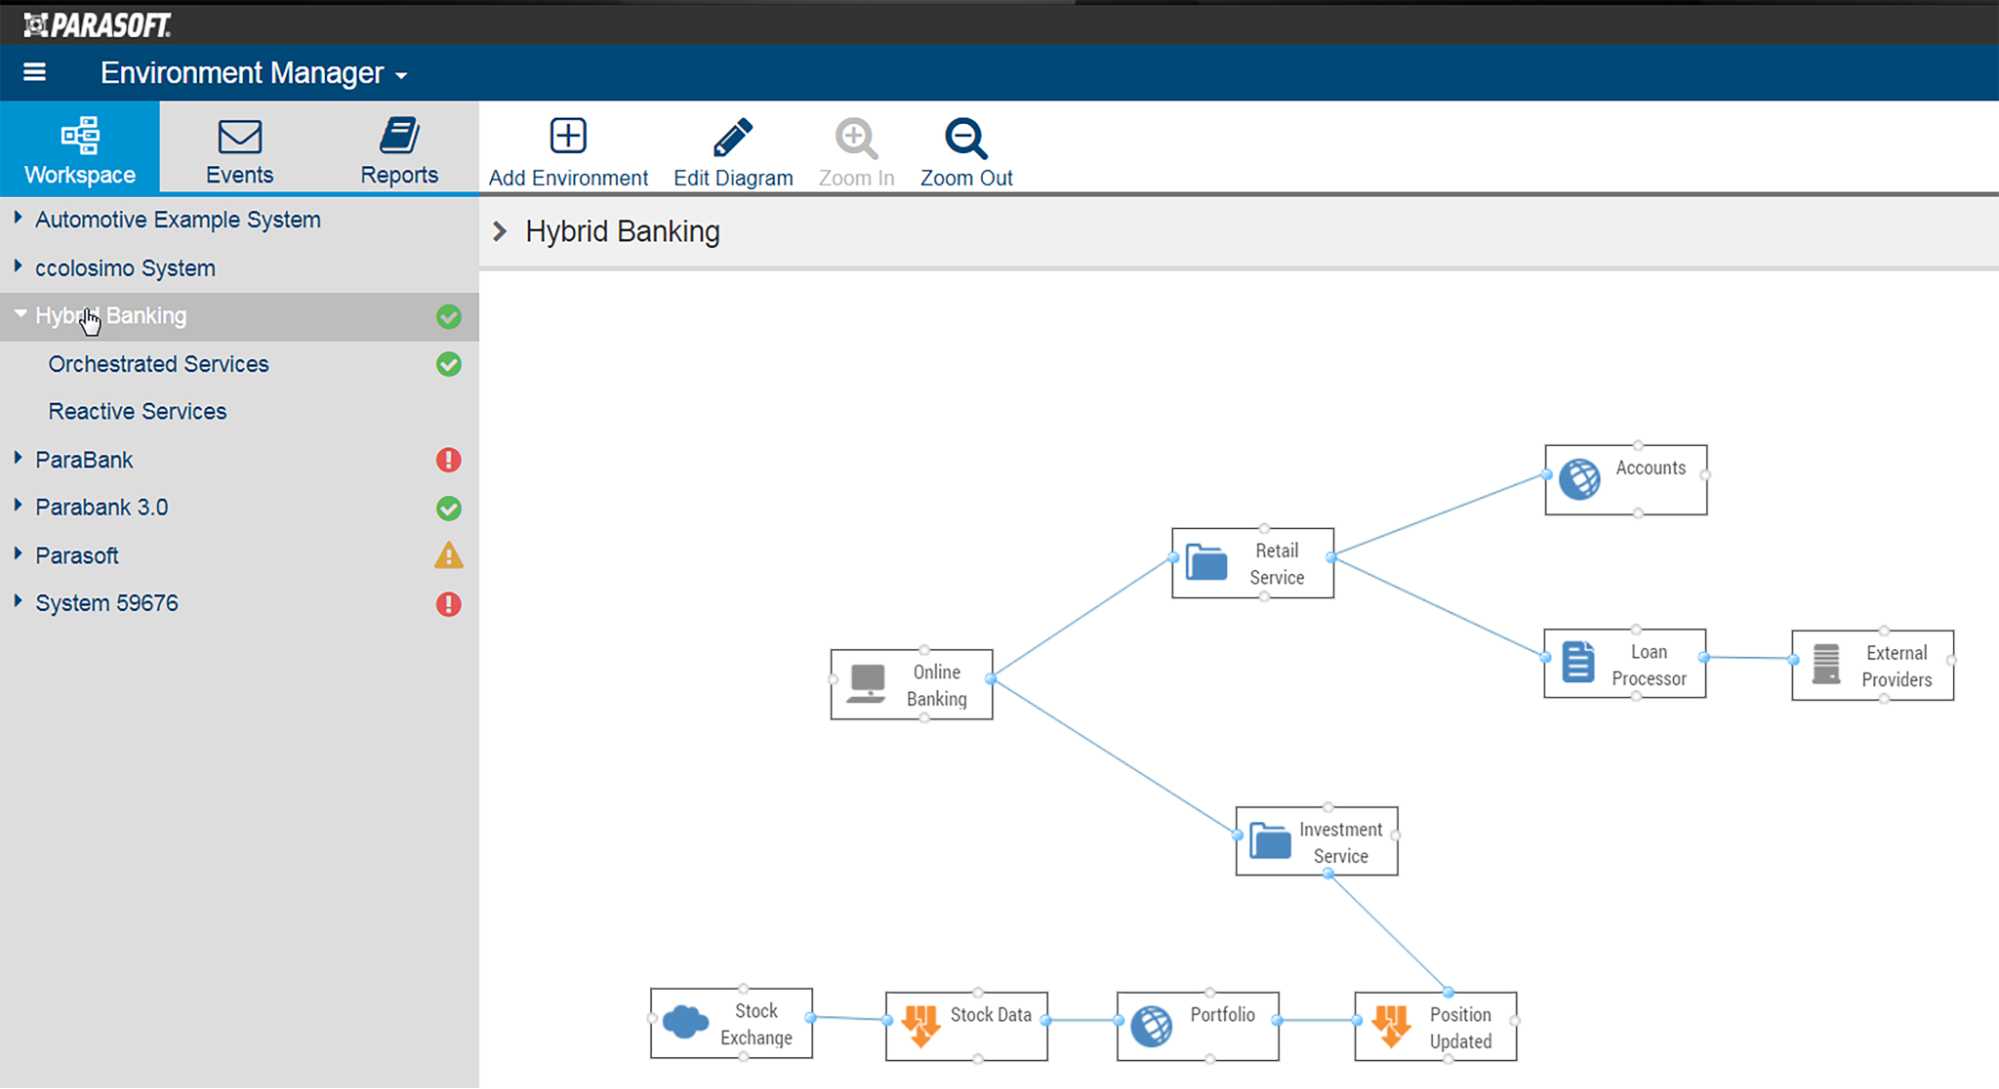 PARASOFT.
Environment Manager
Workspace
Events
Reports
Add Environment
Edit Diagram
Zoom In
Zoom Out
Automotive Example System
ccolosimo System
Hybrid Banking
Orchestrated Services
Reactive Services
ParaBank
Parabank 3.0
Parasoft
System 59676
Hybrid Banking
Accounts
Retail
Service
Loan
Processor
External
Providers
Online
Banking
Investment
Service
Stock
Exchange
Stock Data
Portfolio
Position
Updated